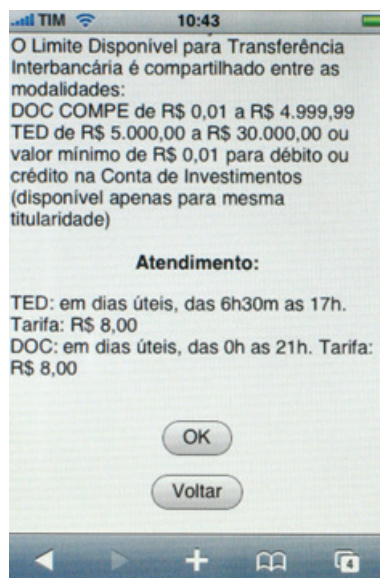 TIM 10:43
O Limite Disponível para Transferência
Interbancária é compartilhado entre as
modalidades:
DOC COMPE de R$ 0,01 a R$ 4.999,99
TED de R$ 5.000,00 a R$ 30.000,00 ou
valor mínimo de R$ 0,01 para débito ou
crédito na Conta de Investimentos
(disponível apenas para mesma
titularidade)
Atendimento:
TED: em dias úteis, das 6h30m as 17h.
Tarifa: R$ 8,00
DOC: em dias úteis, das 0h as 21h. Tarifa:
R$ 8,00
OK
Voltar
4